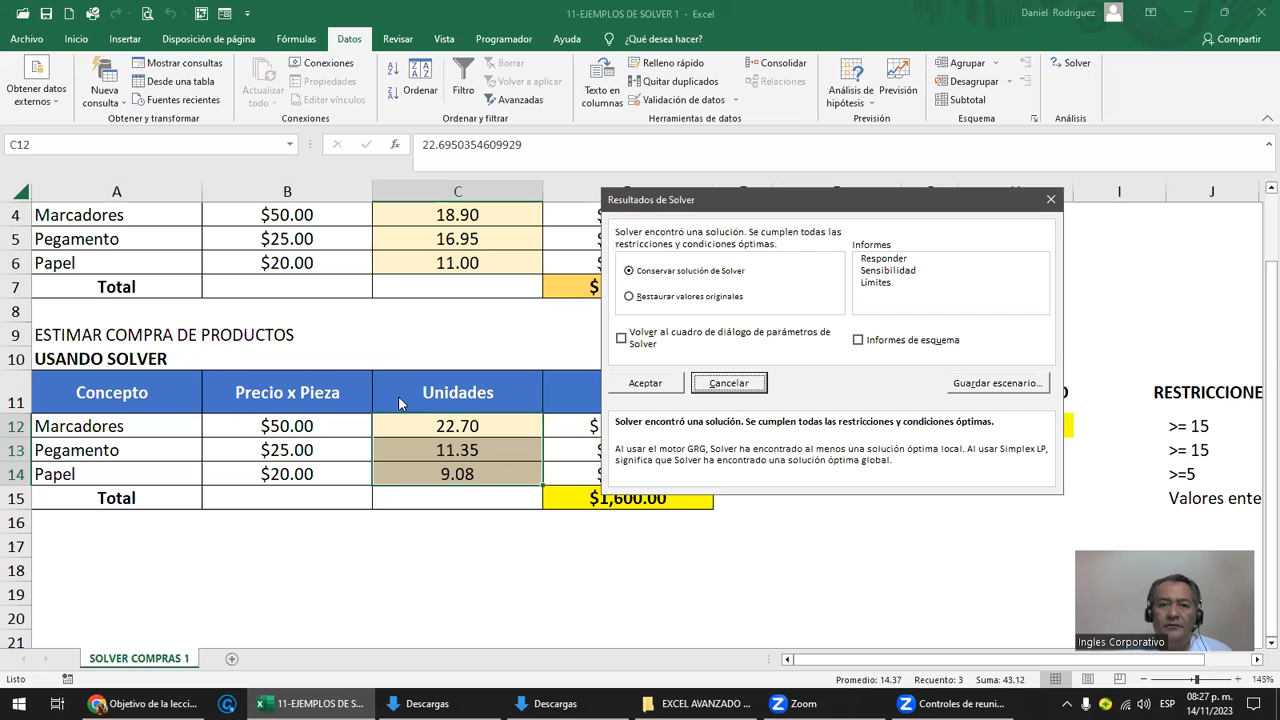 11-EJEMPLOS DE SOLVER 1 - Excel
Daniel Rodriguez
Archivo Inicio Insertar Disposición de página Fórmulas Datos Revisar Vista Programador Ayuda ¿Qué desea hacer? Compartir
Obtener datos externos
Nueva consulta
Mostrar consultas
Desde una tabla
Fuentes recientes
Obtener y transformar
Actualizar todo
Conexiones
Propiedades
Editar vínculos
Conexiones
Ordenar
Filtro
Borrar
Volver a aplicar
Avanzadas
Ordenar y filtrar
Texto en columnas
Relleno rápido
Quitar duplicados
Validación de datos
Consolidar
Relaciones
Herramientas de datos
Análisis de hipótesis
Previsión
Previsión
Agrupar
Desagrupar
Subtotal
Esquema
Solver
Análisis
C12
fx
22.6950354609929
A B C I J
4 Marcadores $50.00 18.90 $
5 Pegamento $25.00 16.95 $
6 Papel $20.00 11.00 $
7 Total $
8
9 ESTIMAR COMPRA DE PRODUCTOS
10 USANDO SOLVER
11 Concepto Precio x Pieza Unidades RESTRICCIONE
12 Marcadores $50.00 22.70 $ >= 15
13 Pegamento $25.00 11.35 >= 15
14 Papel $20.00 9.08 >=5
15 Total $1,600.00 Valores ente
16
17
18
19
20
21
Resultados de Solver
Solver encontró una solución. Se cumplen todas las
restricciones y condiciones óptimas.
Conservar solución de Solver
Restaurar valores originales
Informes
Responder
Sensibilidad
Límites
Volver al cuadro de diálogo de parámetros de
Solver
Informes de esquema
Aceptar Cancelar Guardar escenario...
Solver encontró una solución. Se cumplen todas las restricciones y condiciones óptimas.
Al usar el motor GRG, Solver ha encontrado al menos una solución óptima local. Al usar Simplex LP,
significa que Solver ha encontrado una solución óptima global.
Ingles Corporativo
SOLVER COMPRAS 1
Listo
Promedio: 14.37 Recuento: 3 Suma: 43.12
145%
Objetivo de la lecci...
11-EJEMPLOS DE S...
Descargas
Descargas
EXCEL AVANZADO ...
Zoom
Controles de reuni...
ESP
08:27 p. m.
14/11/2023